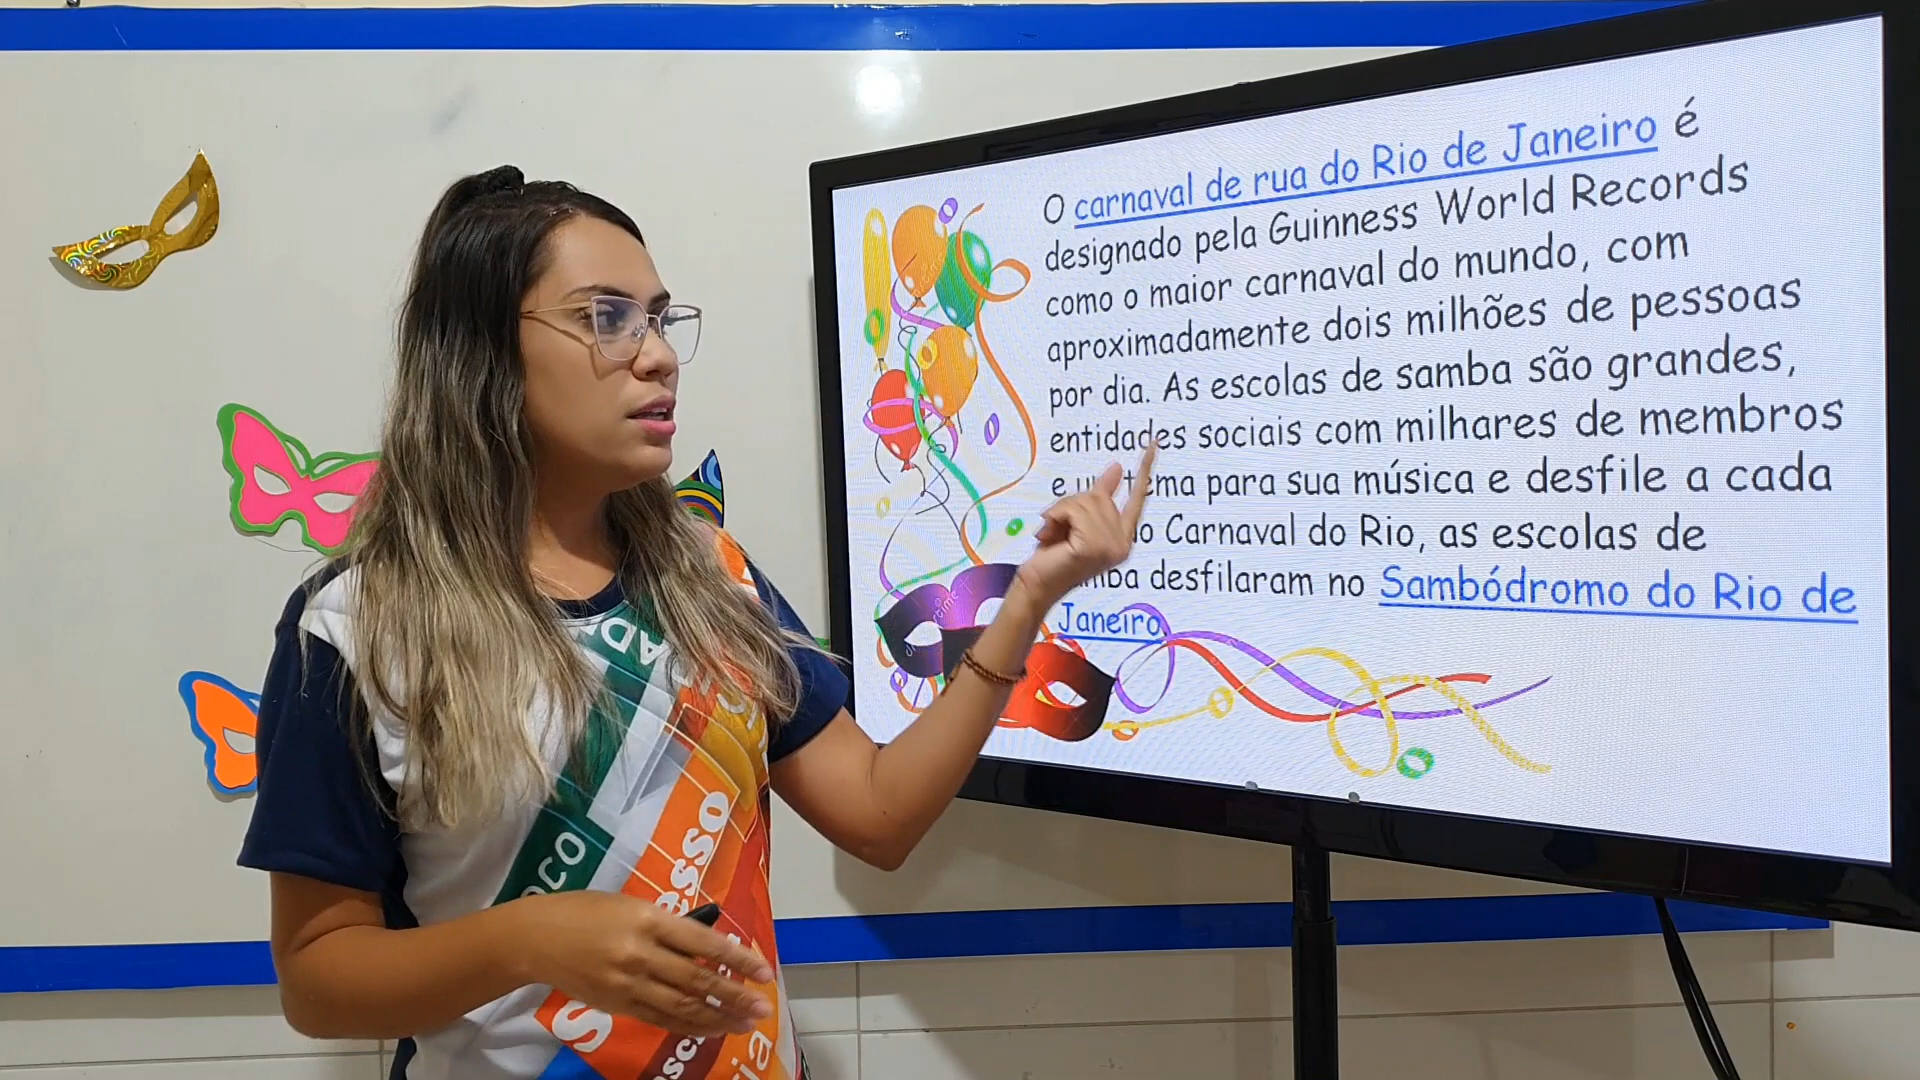 O carnaval de rua do Rio de Janeiro é
designado pela Guinness World Records
como o maior carnaval do mundo, com
aproximadamente dois milhões de pessoas
por dia. As escolas de samba são grandes,
entidades sociais com milhares de membros
e tema para sua música e desfile a cada
Carnaval do Rio, as escolas de
desfilaram no Sambódromo do Rio de
Janeiro